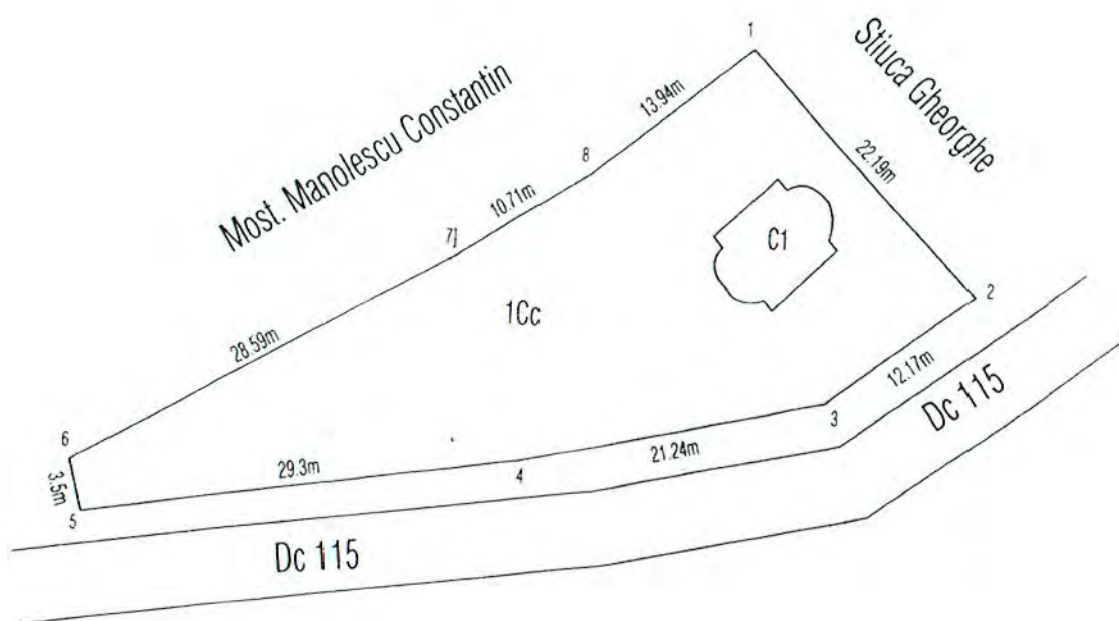 1
Stiuca Gheorghe
13.94m
Most. Manolescu Constantin
8
22.19m
10.71m
7]
C1
2
1Cc
28.59m
12.17m
Dc 115
6
3
21.24m
29.3m
4
3.5m
5
Dc 115